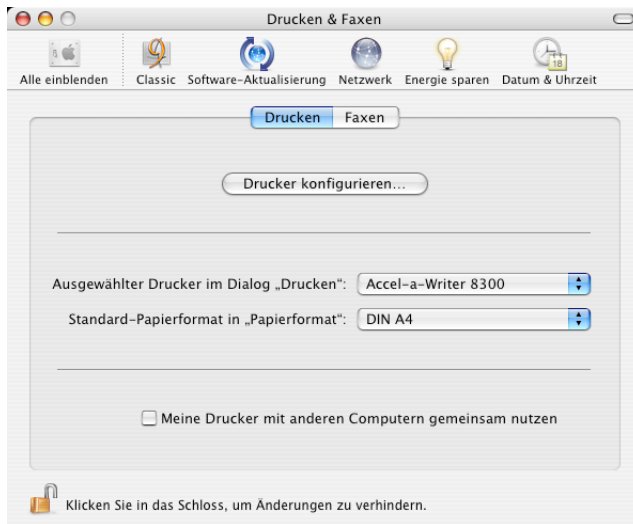 Drucken & Faxen
Alle einblenden Classic Software-Aktualisierung Netzwerk Energie sparen Datum & Uhrzeit
Drucken Faxen
Drucker konfigurieren...
Ausgewählter Drucker im Dialog „Drucken“: Accel-a-Writer 8300
Standard-Papierformat in „Papierformat“: DIN A4
Meine Drucker mit anderen Computern gemeinsam nutzen
Klicken Sie in das Schloss, um Änderungen zu verhindern.